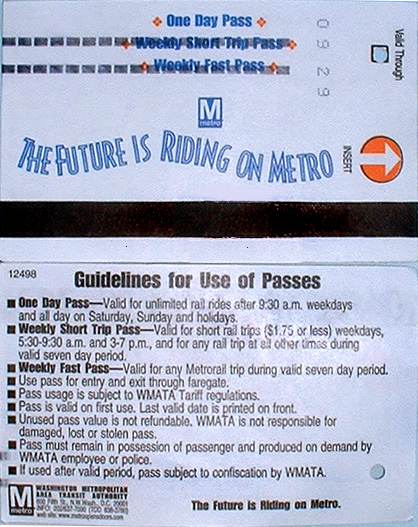 One Day Pass
Weekly Short Trip Pass
Weekly Fast Pass
09 29
Valid Through
M
metro
THE FUTURE IS RIDING ON METRO
INSERT
12498
Guidelines for Use of Passes
One Day Pass—Valid for unlimited rail rides after 9:30 a.m. weekdays
and all day on Saturday, Sunday and holidays.
Weekly Short Trip Pass—Valid for short rail trips ($1.75 or less) weekdays,
5:30-9:30 a.m. and 3-7 p.m., and for any rail trip at all other times during
valid seven day period.
Weekly Fast Pass—Valid for any Metrorail trip during valid seven day period.
Use pass for entry and exit through faregate.
Pass usage is subject to WMATA Tariff regulations.
Pass is valid on first use. Last valid date is printed on front.
Unused pass value is not refundable. WMATA is not responsible for
damaged, lost or stolen pass.
Pass must remain in possession of passenger and produced on demand by
WMATA employee or police.
If used after valid period, pass subject to confiscation by WMATA.
M
metro
WASHINGTON METROPOLITAN
AREA TRANSIT AUTHORITY
600 Fifth St., N.W. Wash., D.C. 20001
The Future is Riding on Metro.